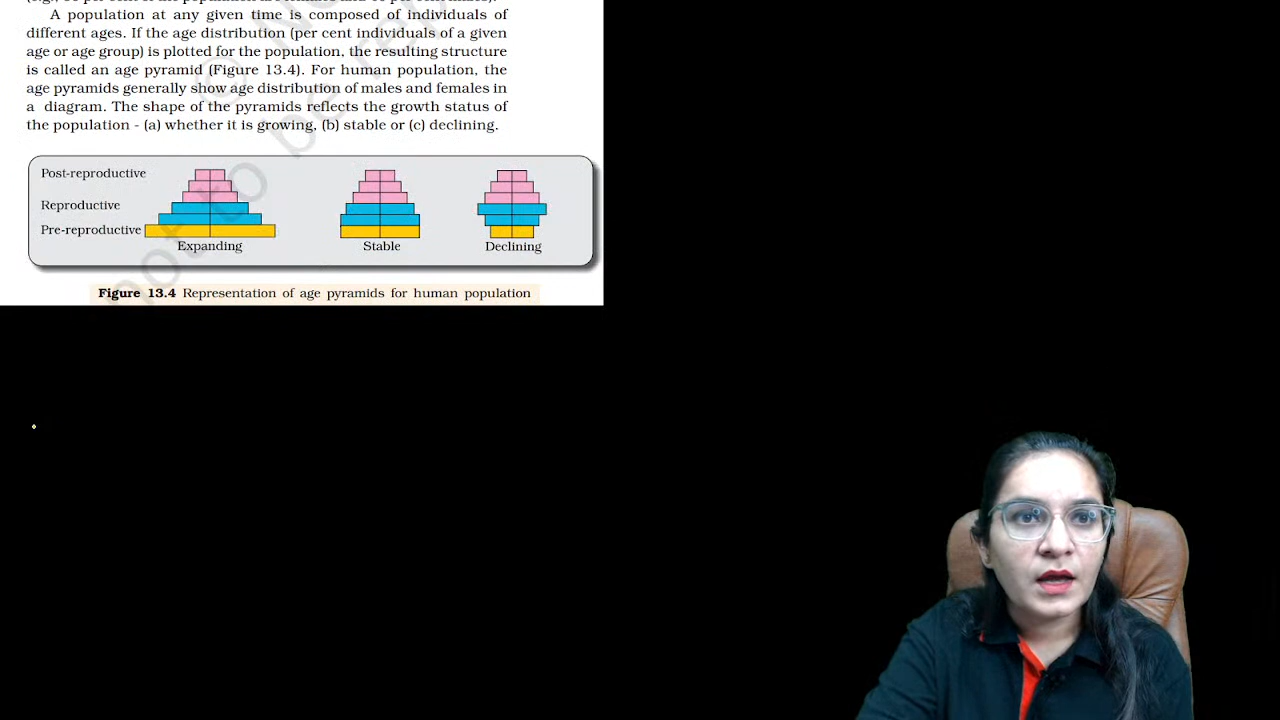 A population at any given time is composed of individuals of
different ages. If the age distribution (per cent individuals of a given
age or age group) is plotted for the population, the resulting structure
is called an age pyramid (Figure 13.4). For human population, the
age pyramids generally show age distribution of males and females in
a diagram. The shape of the pyramids reflects the growth status of
the population - (a) whether it is growing, (b) stable or (c) declining.
Post-reproductive
Reproductive
Pre-reproductive
Expanding
Stable
Declining
Figure 13.4 Representation of age pyramids for human population
not to be rep